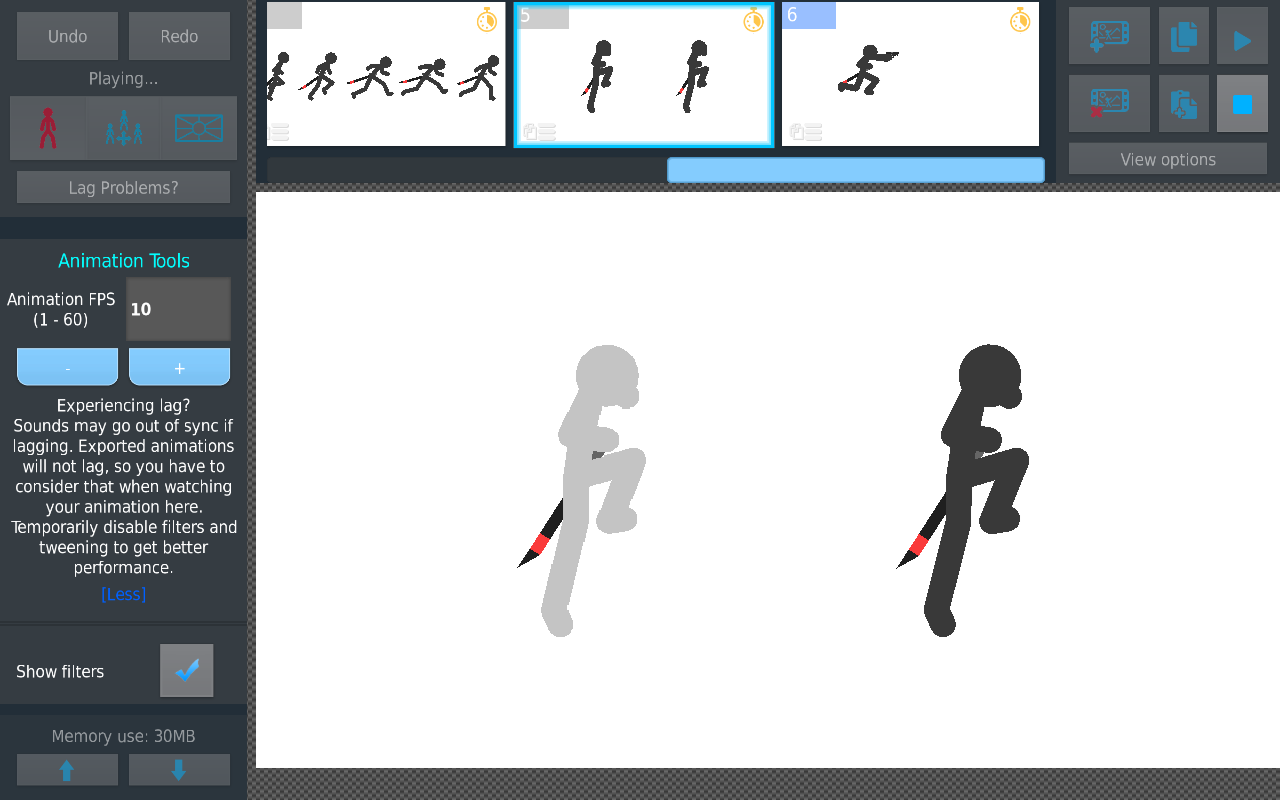 Undo
Redo
Playing...
Lag Problems?
5
6
View options
Animation Tools
Animation FPS
(1 - 60)
10
-
+
Experiencing lag?
Sounds may go out of sync if
lagging. Exported animations
will not lag, so you have to
consider that when watching
your animation here.
Temporarily disable filters and
tweening to get better
performance.
[Less]
Show filters
Memory use: 30MB